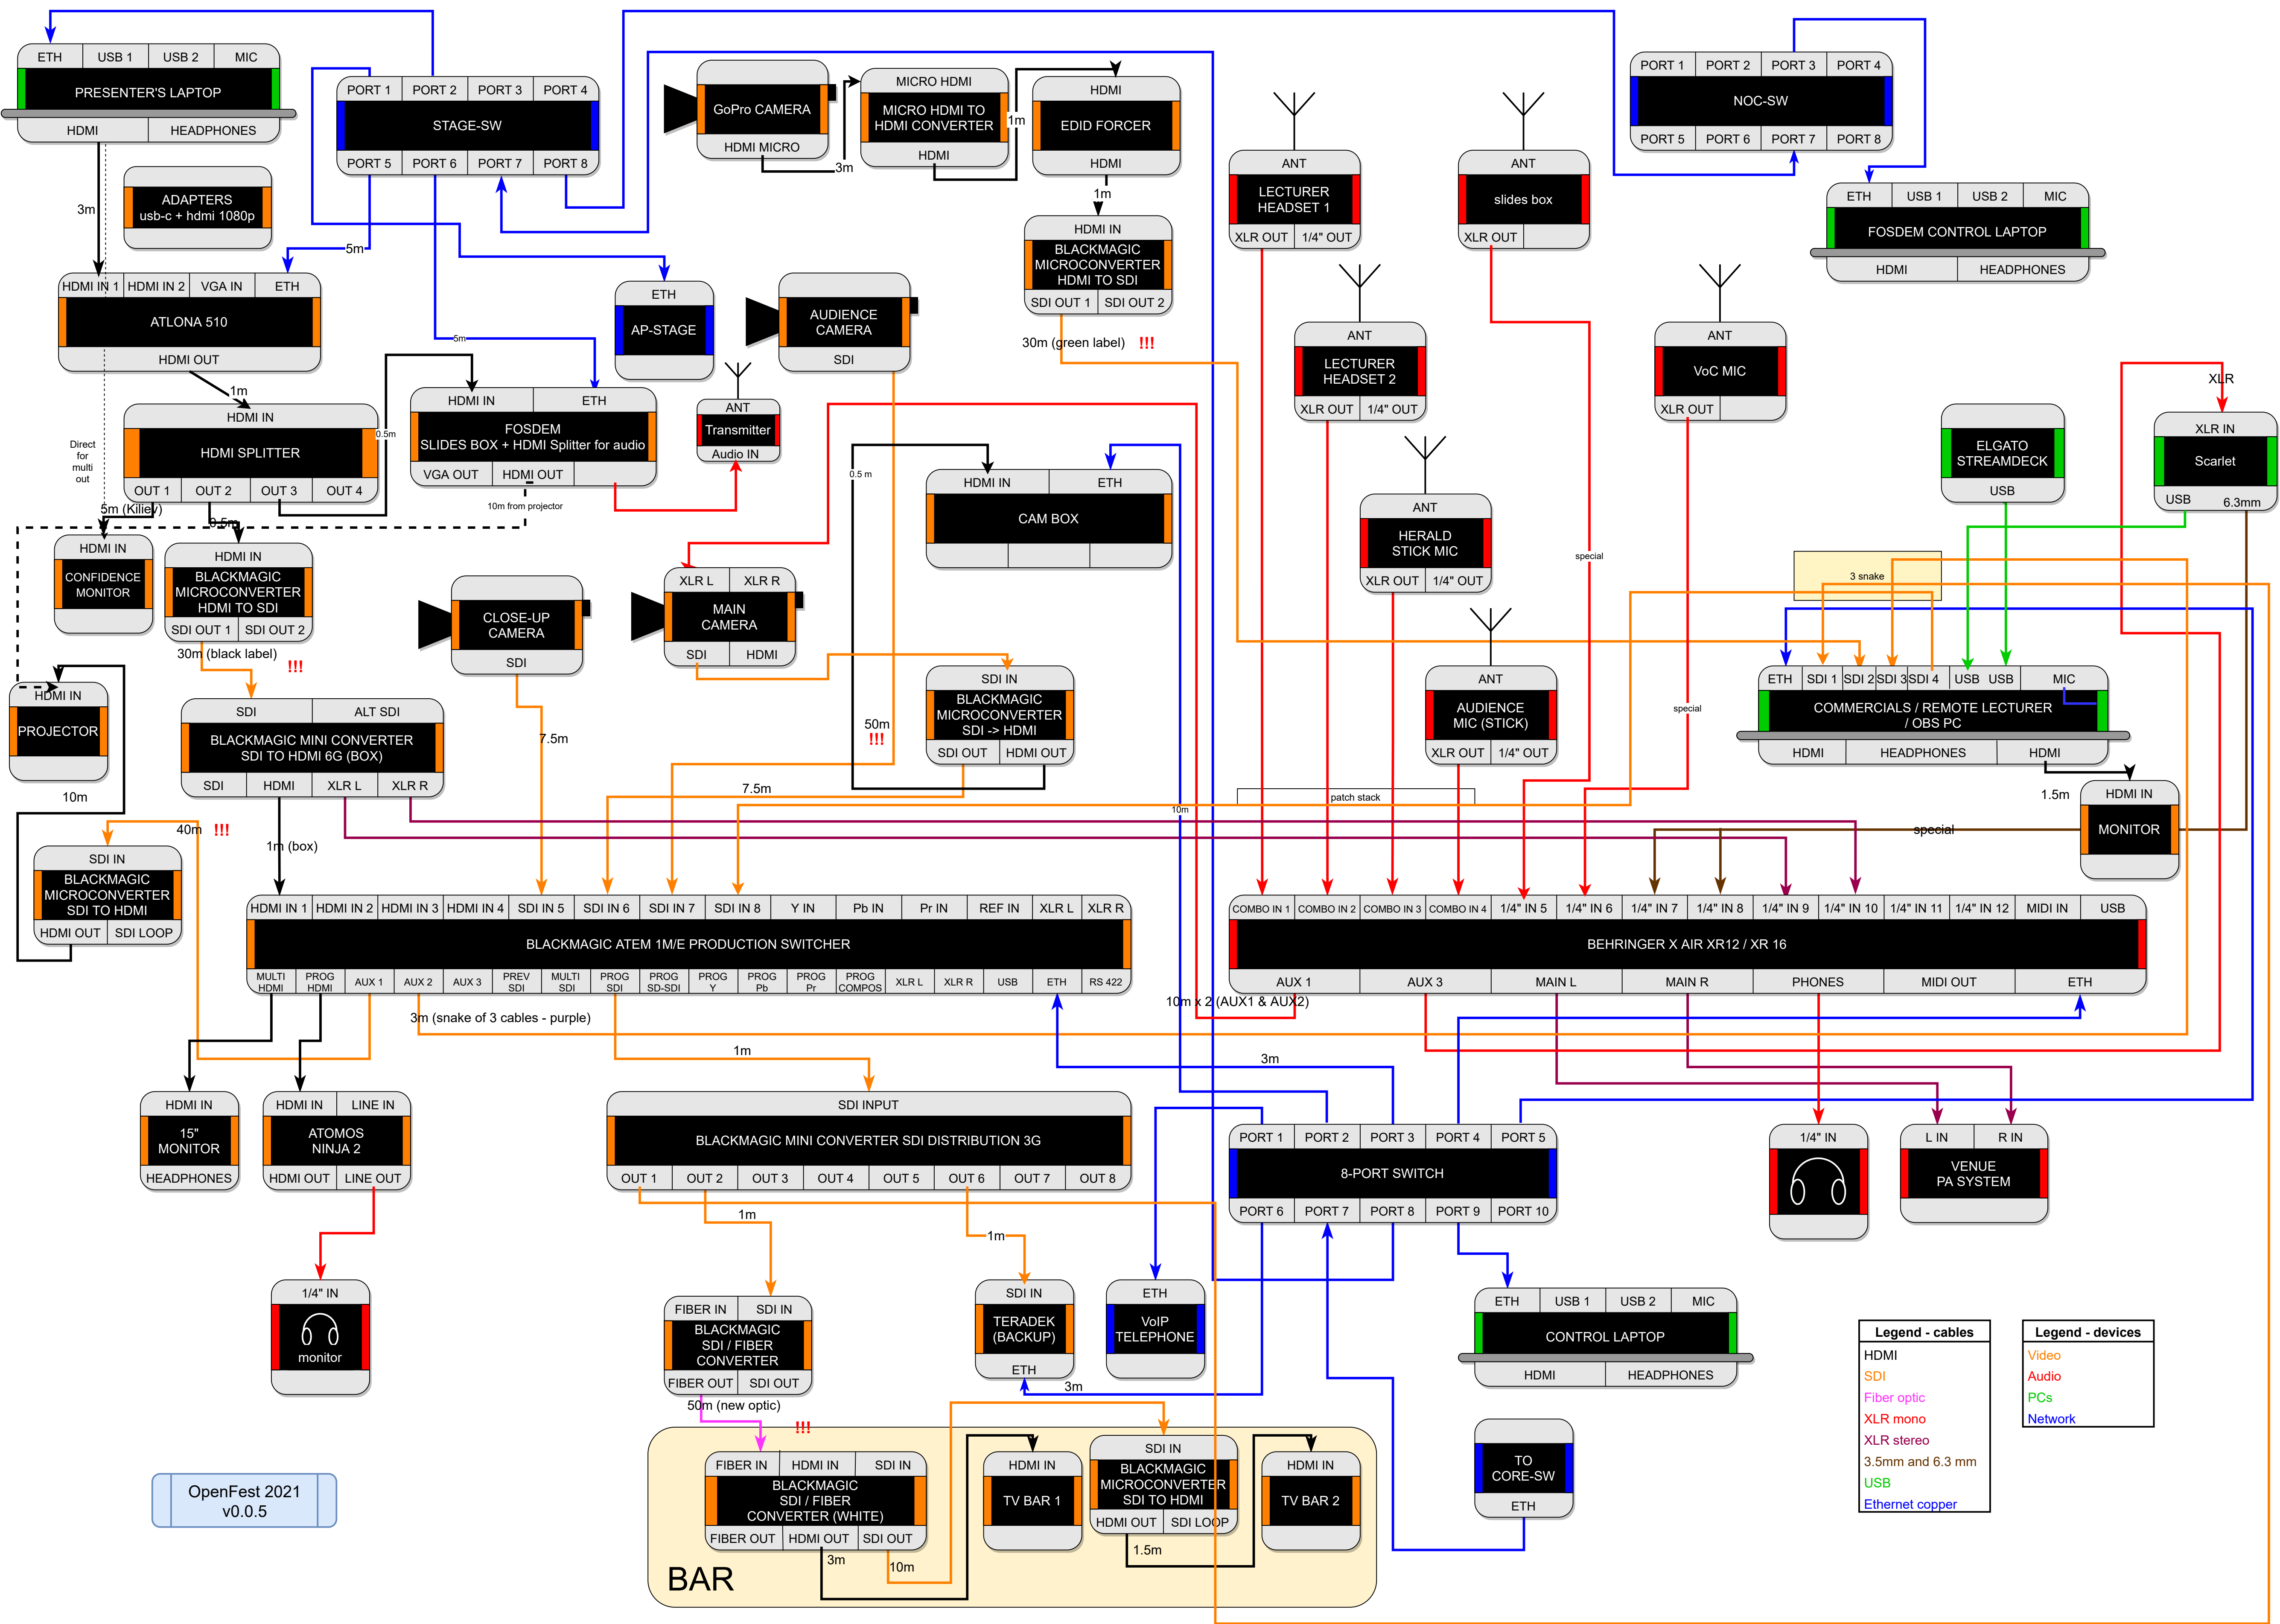 ETH USB 1 USB 2 MIC
PRESENTER'S LAPTOP
HDMI HEADPHONES
PORT 1 PORT 2 PORT 3 PORT 4
STAGE-SW
PORT 5 PORT 6 PORT 7 PORT 8
GoPro CAMERA
HDMI MICRO
3m
MICRO HDMI
MICRO HDMI TO
HDMI CONVERTER
HDMI
1m
HDMI
EDID FORCER
HDMI
1m
HDMI IN
BLACKMAGIC
MICROCONVERTER
HDMI TO SDI
SDI OUT 1 SDI OUT 2
30m (green label) !!!
ANT
LECTURER
HEADSET 1
XLR OUT 1/4" OUT
ANT
slides box
XLR OUT
PORT 1 PORT 2 PORT 3 PORT 4
NOC-SW
PORT 5 PORT 6 PORT 7 PORT 8
ETH USB 1 USB 2 MIC
FOSDEM CONTROL LAPTOP
HDMI HEADPHONES
ADAPTERS
usb-c + hdmi 1080p
3m
5m
HDMI IN 1 HDMI IN 2 VGA IN ETH
ATLONA 510
HDMI OUT
1m
ETH
AP-STAGE
5m
AUDIENCE
CAMERA
SDI
ANT
LECTURER
HEADSET 2
XLR OUT 1/4" OUT
ANT
VoC MIC
XLR OUT
HDMI IN
HDMI SPLITTER
OUT 1 OUT 2 OUT 3 OUT 4
Direct
for
multi
out
0.5m
HDMI IN ETH
FOSDEM
SLIDES BOX + HDMI Splitter for audio
VGA OUT HDMI OUT
10m from projector
ANT
Transmitter
Audio IN
0.5 m
HDMI IN ETH
CAM BOX
ANT
HERALD
STICK MIC
XLR OUT 1/4" OUT
special
ELGATO
STREAMDECK
USB
XLR
XLR IN
Scarlet
USB 6.3mm
5m (Kiliev)
0.5m
HDMI IN
CONFIDENCE
MONITOR
HDMI IN
BLACKMAGIC
MICROCONVERTER
HDMI TO SDI
SDI OUT 1 SDI OUT 2
30m (black label) !!!
CLOSE-UP
CAMERA
SDI
7.5m
XLR L XLR R
MAIN
CAMERA
SDI HDMI
SDI IN
BLACKMAGIC
MICROCONVERTER
SDI -> HDMI
SDI OUT HDMI OUT
50m
!!!
7.5m
ANT
AUDIENCE
MIC (STICK)
XLR OUT 1/4" OUT
special
3 snake
ETH SDI 1 SDI 2 SDI 3 SDI 4 USB USB MIC
COMMERCIALS / REMOTE LECTURER
/ OBS PC
HDMI HEADPHONES HDMI
1.5m
HDMI IN
MONITOR
special
patch stack
10m
HDMI IN
PROJECTOR
10m
SDI ALT SDI
BLACKMAGIC MINI CONVERTER
SDI TO HDMI 6G (BOX)
SDI HDMI XLR L XLR R
40m !!!
1m (box)
SDI IN
BLACKMAGIC
MICROCONVERTER
SDI TO HDMI
HDMI OUT SDI LOOP
HDMI IN 1 HDMI IN 2 HDMI IN 3 HDMI IN 4 SDI IN 5 SDI IN 6 SDI IN 7 SDI IN 8 Y IN Pb IN Pr IN REF IN XLR L XLR R
BLACKMAGIC ATEM 1M/E PRODUCTION SWITCHER
MULTI HDMI PROG HDMI AUX 1 AUX 2 AUX 3 PREV SDI MULTI SDI PROG SDI PROG SD-SDI PROG Y PROG Pb PROG Pr PROG COMPOS XLR L XLR R USB ETH RS 422
COMBO IN 1 COMBO IN 2 COMBO IN 3 COMBO IN 4 1/4" IN 5 1/4" IN 6 1/4" IN 7 1/4" IN 8 1/4" IN 9 1/4" IN 10 1/4" IN 11 1/4" IN 12 MIDI IN USB
BEHRINGER X AIR XR12 / XR 16
AUX 1 AUX 3 MAIN L MAIN R PHONES MIDI OUT ETH
10m x 2 (AUX1 & AUX2)
3m (snake of 3 cables - purple)
1m
3m
HDMI IN
15"
MONITOR
HEADPHONES
HDMI IN LINE IN
ATOMOS
NINJA 2
HDMI OUT LINE OUT
SDI INPUT
BLACKMAGIC MINI CONVERTER SDI DISTRIBUTION 3G
OUT 1 OUT 2 OUT 3 OUT 4 OUT 5 OUT 6 OUT 7 OUT 8
PORT 1 PORT 2 PORT 3 PORT 4 PORT 5
8-PORT SWITCH
PORT 6 PORT 7 PORT 8 PORT 9 PORT 10
1/4" IN
L IN R IN
VENUE
PA SYSTEM
1m
1m
1/4" IN
monitor
FIBER IN SDI IN
BLACKMAGIC
SDI / FIBER
CONVERTER
FIBER OUT SDI OUT
50m (new optic)
!!!
SDI IN
TERADEK
(BACKUP)
ETH
3m
ETH
VoIP
TELEPHONE
ETH USB 1 USB 2 MIC
CONTROL LAPTOP
HDMI HEADPHONES
TO
CORE-SW
ETH
Legend - cables
HDMI
SDI
Fiber optic
XLR mono
XLR stereo
3.5mm and 6.3 mm
USB
Ethernet copper
Legend - devices
Video
Audio
PCs
Network
OpenFest 2021
v0.0.5
FIBER IN HDMI IN SDI IN
BLACKMAGIC
SDI / FIBER
CONVERTER (WHITE)
FIBER OUT HDMI OUT SDI OUT
3m
10m
HDMI IN
TV BAR 1
SDI IN
BLACKMAGIC
MICROCONVERTER
SDI TO HDMI
HDMI OUT SDI LOOP
1.5m
HDMI IN
TV BAR 2
BAR